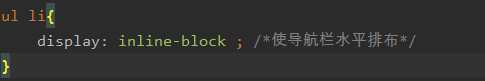 ul li{
    display: inline-block ; /*使导航栏水平排布*/
}